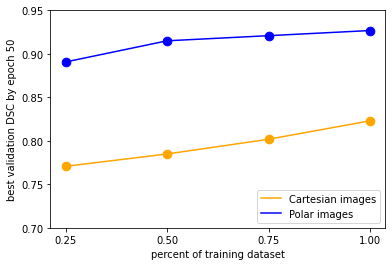 best validation DSC by epoch 50
0.95
0.90
0.85
0.80
0.75
0.70
Cartesian images
Polar images
0.25 0.50 0.75 1.00
percent of training dataset